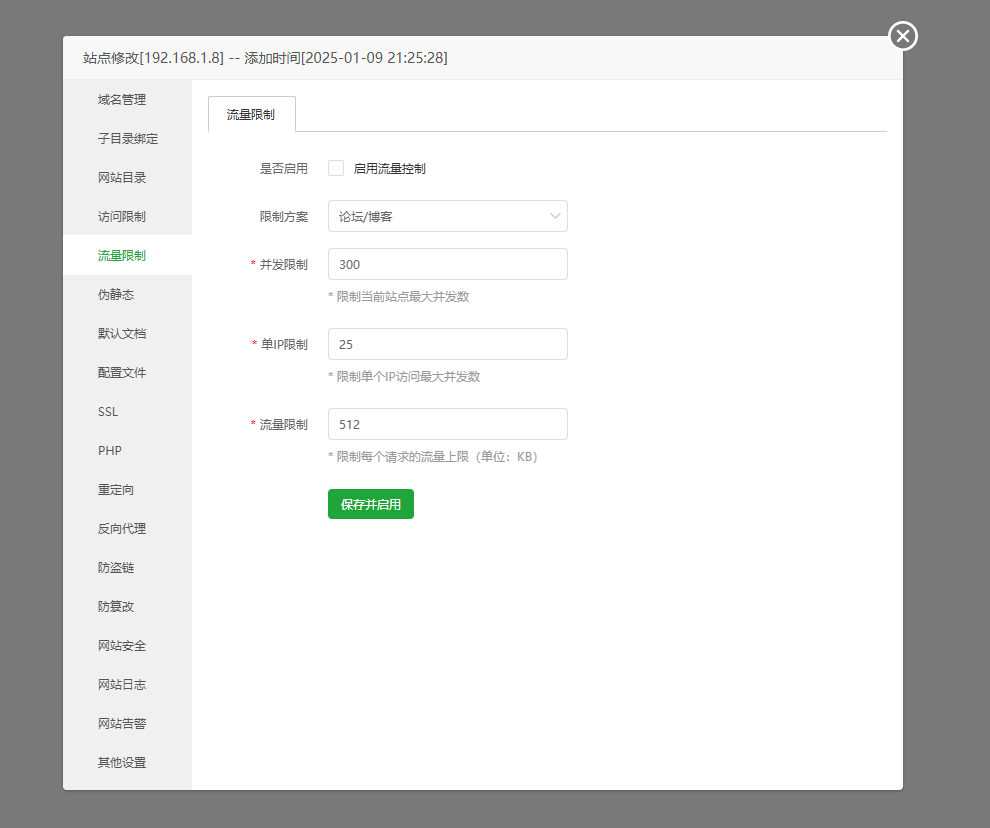 站点修改[192.168.1.8] -- 添加时间[2025-01-09 21:25:28]
域名管理
子目录绑定
网站目录
访问限制
流量限制
伪静态
默认文档
配置文件
SSL
PHP
重定向
反向代理
防盗链
防篡改
网站安全
网站日志
网站告警
其他设置
流量限制
是否启用 启用流量控制
限制方案 论坛/博客
* 并发限制 300
* 限制当前站点最大并发数
* 单IP限制 25
* 限制单个IP访问最大并发数
* 流量限制 512
* 限制每个请求的流量上限（单位：KB）
保存并启用